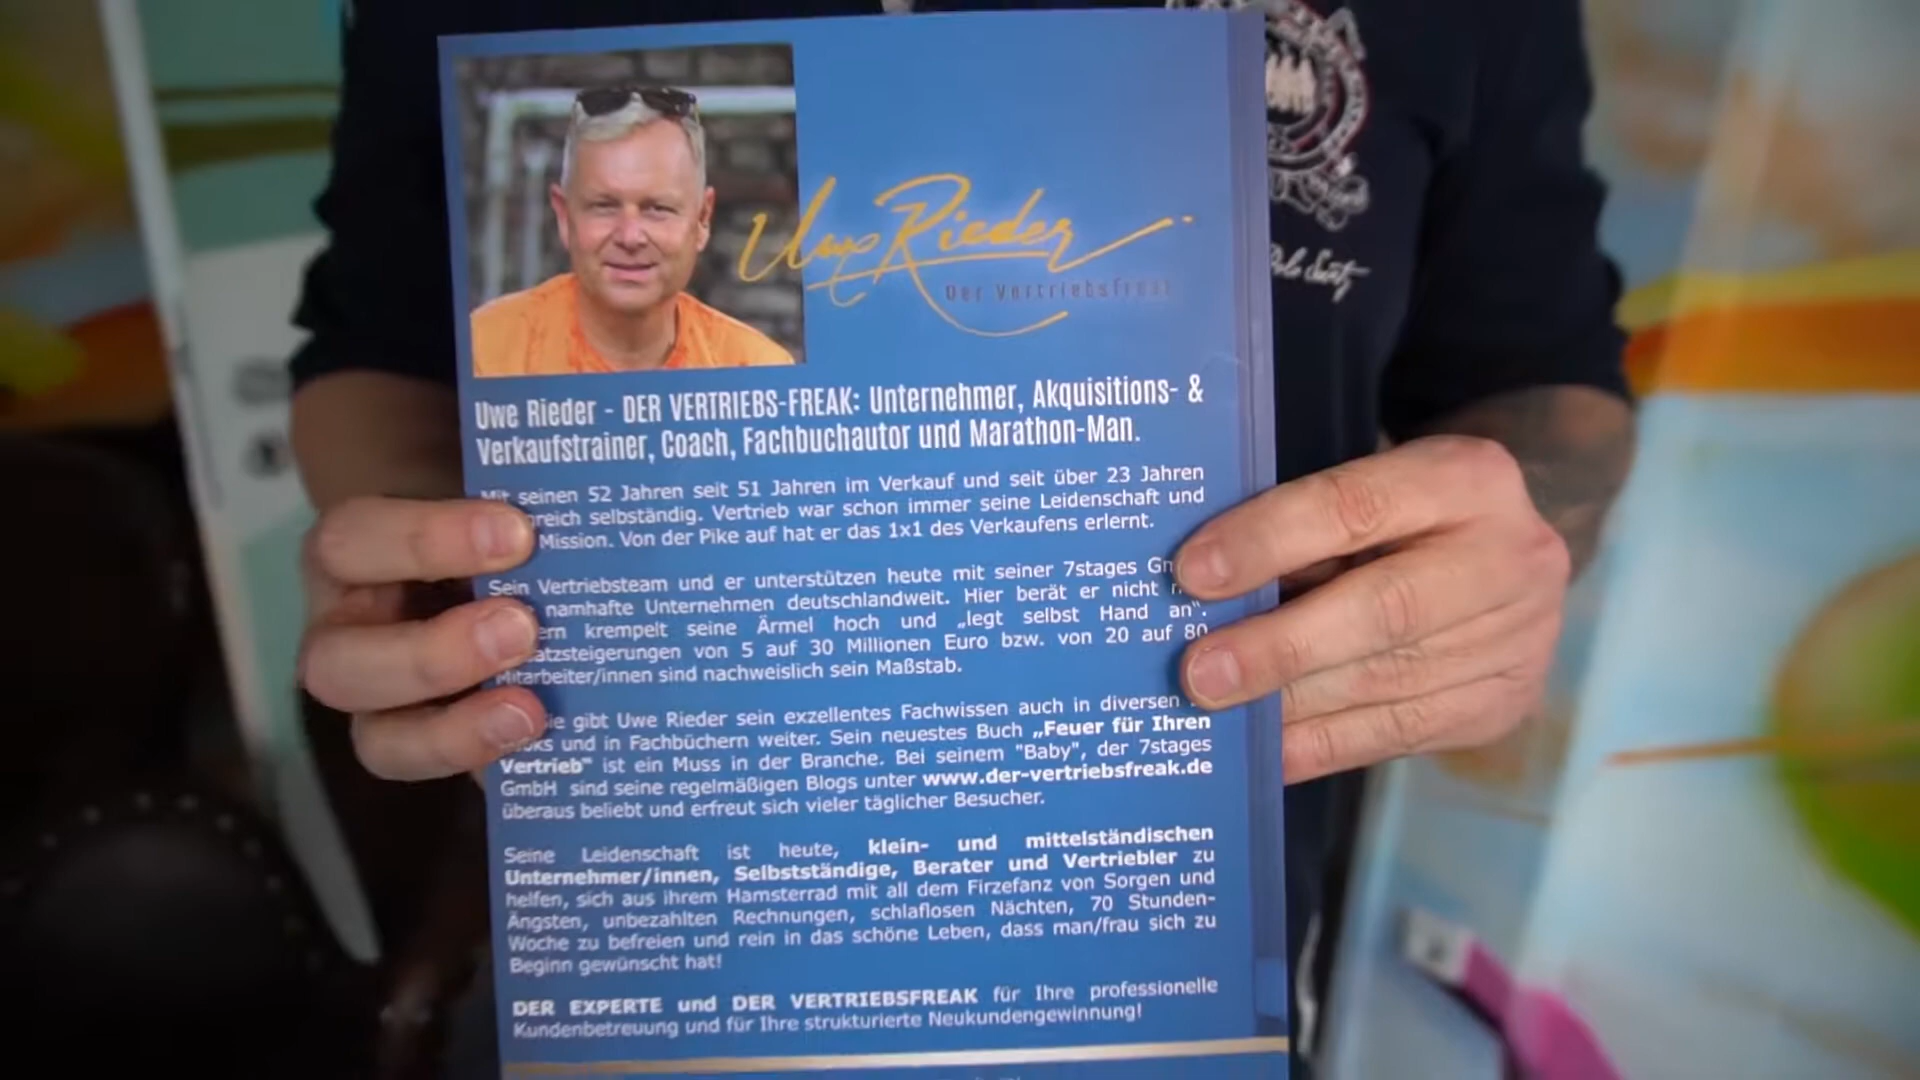 Uwe Rieder
Der Vertriebsfreak
Polo Sartz
Uwe Rieder - DER VERTRIEBS-FREAK: Unternehmer, Akquisitions- &
Verkaufstrainer, Coach, Fachbuchautor und Marathon-Man.
Mit seinen 52 Jahren seit 51 Jahren im Verkauf und seit über 23 Jahren
reich selbständig. Vertrieb war schon immer seine Leidenschaft und
Mission. Von der Pike auf hat er das 1x1 des Verkaufens erlernt.
Sein Vertriebsteam und er unterstützen heute mit seiner 7stages Gm
namhafte Unternehmen deutschlandweit. Hier berät er nicht
ern krempelt seine Ärmel hoch und „legt selbst Hand an“.
atzsteigerungen von 5 auf 30 Millionen Euro bzw. von 20 auf 80
Mitarbeiter/innen sind nachweislich sein Maßstab.
ie gibt Uwe Rieder sein exzellentes Fachwissen auch in diversen
oks und in Fachbüchern weiter. Sein neuestes Buch „Feuer für Ihren
Vertrieb“ ist ein Muss in der Branche. Bei seinem "Baby", der 7stages
GmbH sind seine regelmäßigen Blogs unter www.der-vertriebsfreak.de
überaus beliebt und erfreut sich vieler täglicher Besucher.
Seine Leidenschaft ist heute, klein- und mittelständischen
Unternehmer/innen, Selbstständige, Berater und Vertriebler zu
helfen, sich aus ihrem Hamsterrad mit all dem Firzefanz von Sorgen und
Ängsten, unbezahlten Rechnungen, schlaflosen Nächten, 70 Stunden-
Woche zu befreien und rein in das schöne Leben, dass man/frau sich zu
Beginn gewünscht hat!
DER EXPERTE und DER VERTRIEBSFREAK für Ihre professionelle
Kundenbetreuung und für Ihre strukturierte Neukundengewinnung!